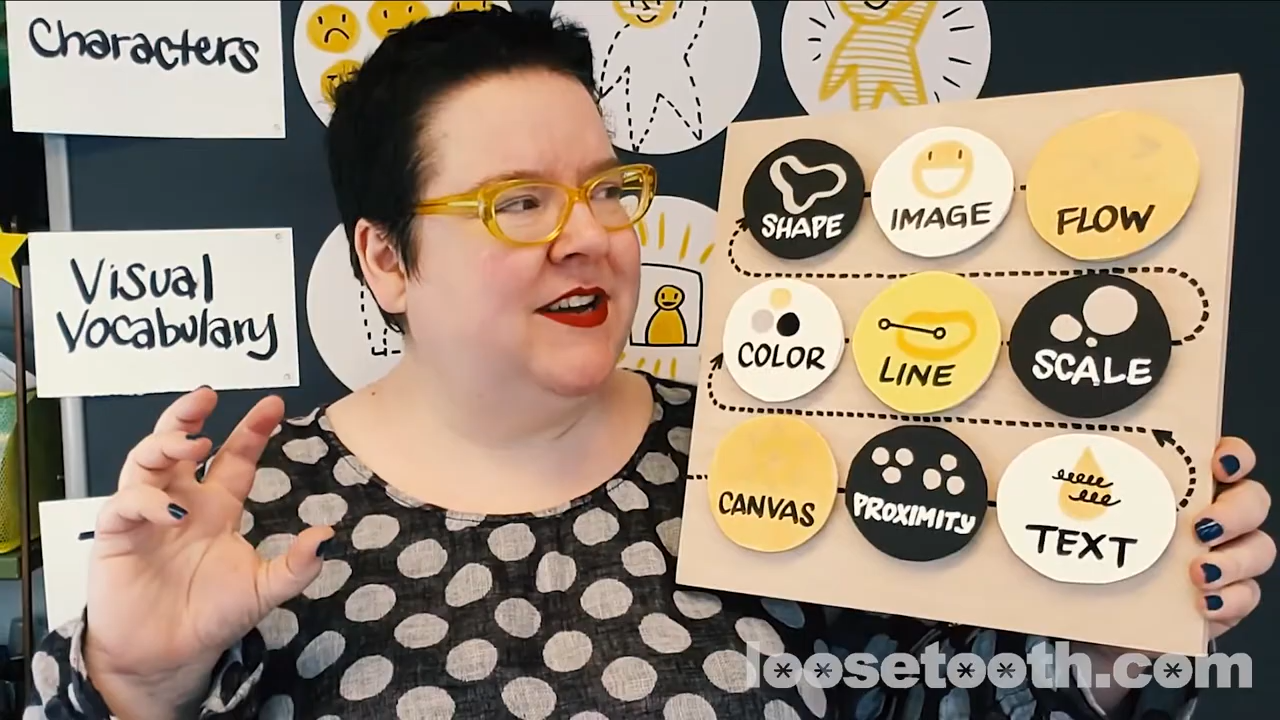 Characters
Visual
Vocabulary
SHAPE
IMAGE
FLOW
COLOR
LINE
SCALE
CANVAS
PROXIMITY
TEXT
loosetooth.com